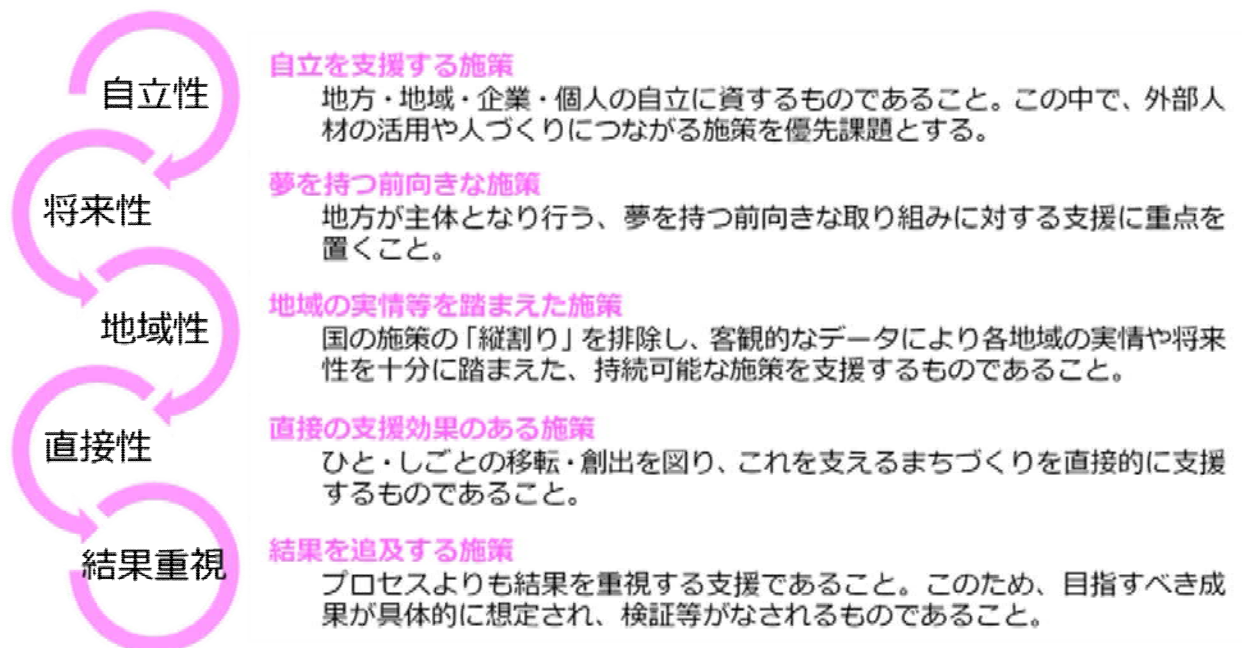 自立性
自立を支援する施策
地方・地域・企業・個人の自立に資するものであること。この中で、外部人
材の活用や人づくりにつながる施策を優先課題とする。
将来性
夢を持つ前向きな施策
地方が主体となり行う、夢を持つ前向きな取り組みに対する支援に重点を
置くこと。
地域性
地域の実情等を踏まえた施策
国の施策の「縦割り」を排除し、客観的なデータにより各地域の実情や将来
性を十分に踏まえた、持続可能な施策を支援するものであること。
直接性
直接の支援効果のある施策
ひと・しごとの移転・創出を図り、これを支えるまちづくりを直接的に支援
するものであること。
結果重視
結果を追及する施策
プロセスよりも結果を重視する支援であること。このため、目指すべき成
果が具体的に想定され、検証等がなされるものであること。